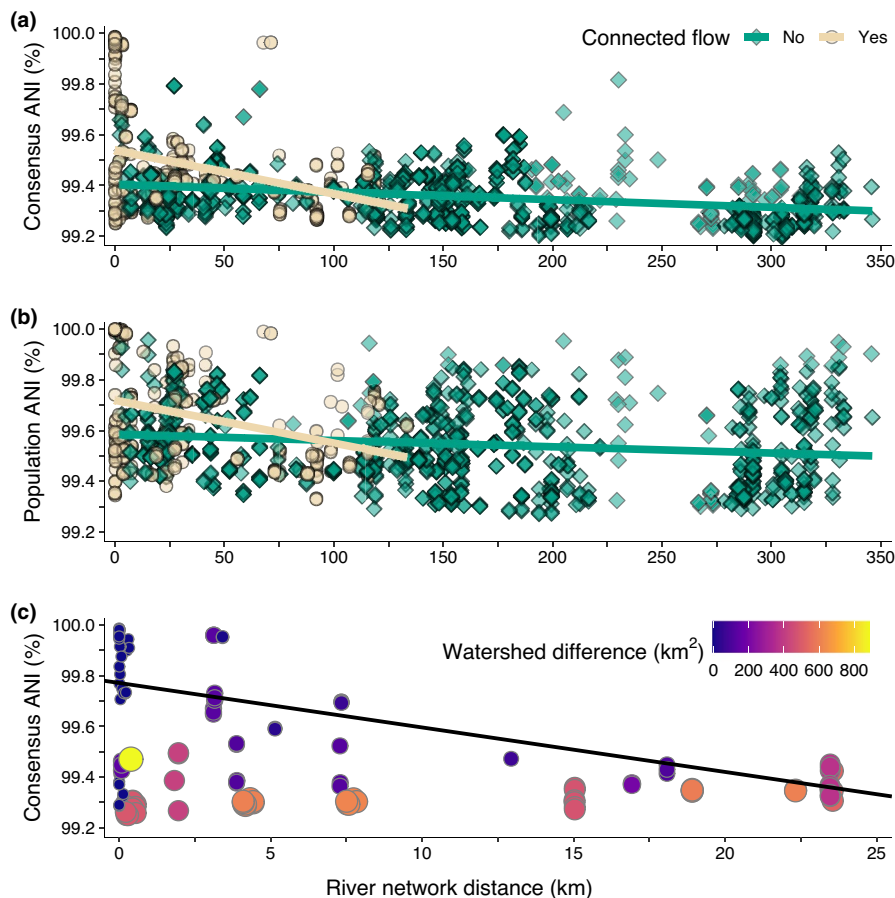 (a)
Connected flow No Yes
Consensus ANI (%)
100.0
99.8
99.6
99.4
99.2
0 50 100 150 200 250 300 350
(b)
Population ANI (%)
100.0
99.8
99.6
99.4
99.2
0 50 100 150 200 250 300 350
(c)
Watershed difference (km²)
0 200 400 600 800
Consensus ANI (%)
100.0
99.8
99.6
99.4
99.2
0 5 10 15 20 25
River network distance (km)